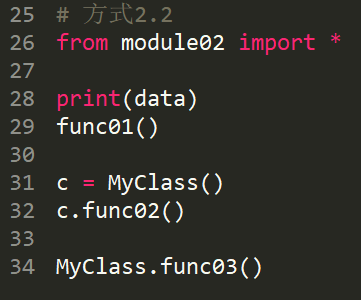 25 # 方式2.2
26 from module02 import *
27
28 print(data)
29 func01()
30
31 c = MyClass()
32 c.func02()
33
34 MyClass.func03()